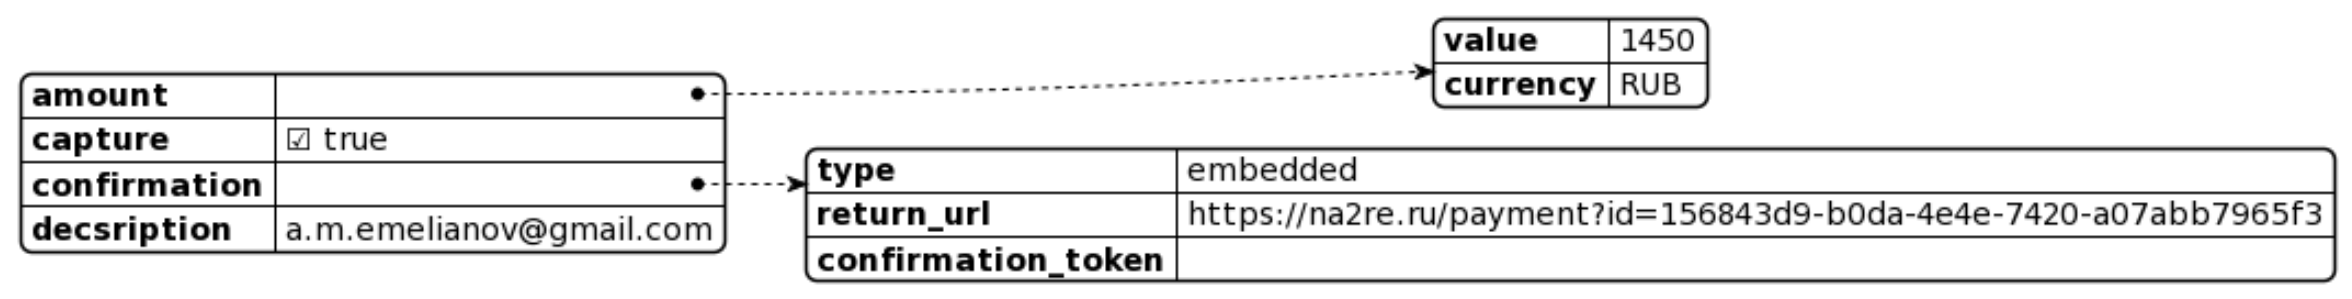 value 1450
currency RUB
amount
capture ☑ true
confirmation
decsription a.m.emelianov@gmail.com
type embedded
return_url https://na2re.ru/payment?id=156843d9-b0da-4e4e-7420-a07abb7965f3
confirmation_token